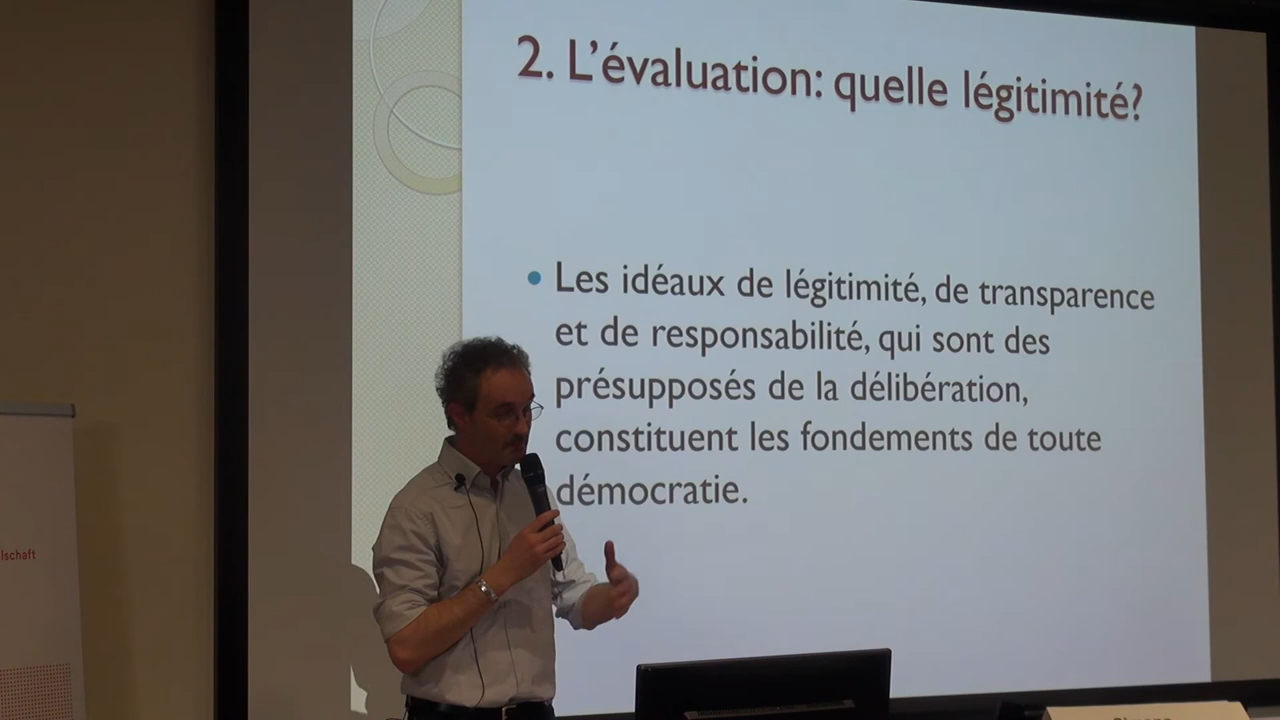 2. L'évaluation: quelle légitimité?
• Les idéaux de légitimité, de transparence
et de responsabilité, qui sont des
présupposés de la délibération,
constituent les fondements de toute
démocratie.
lschaft